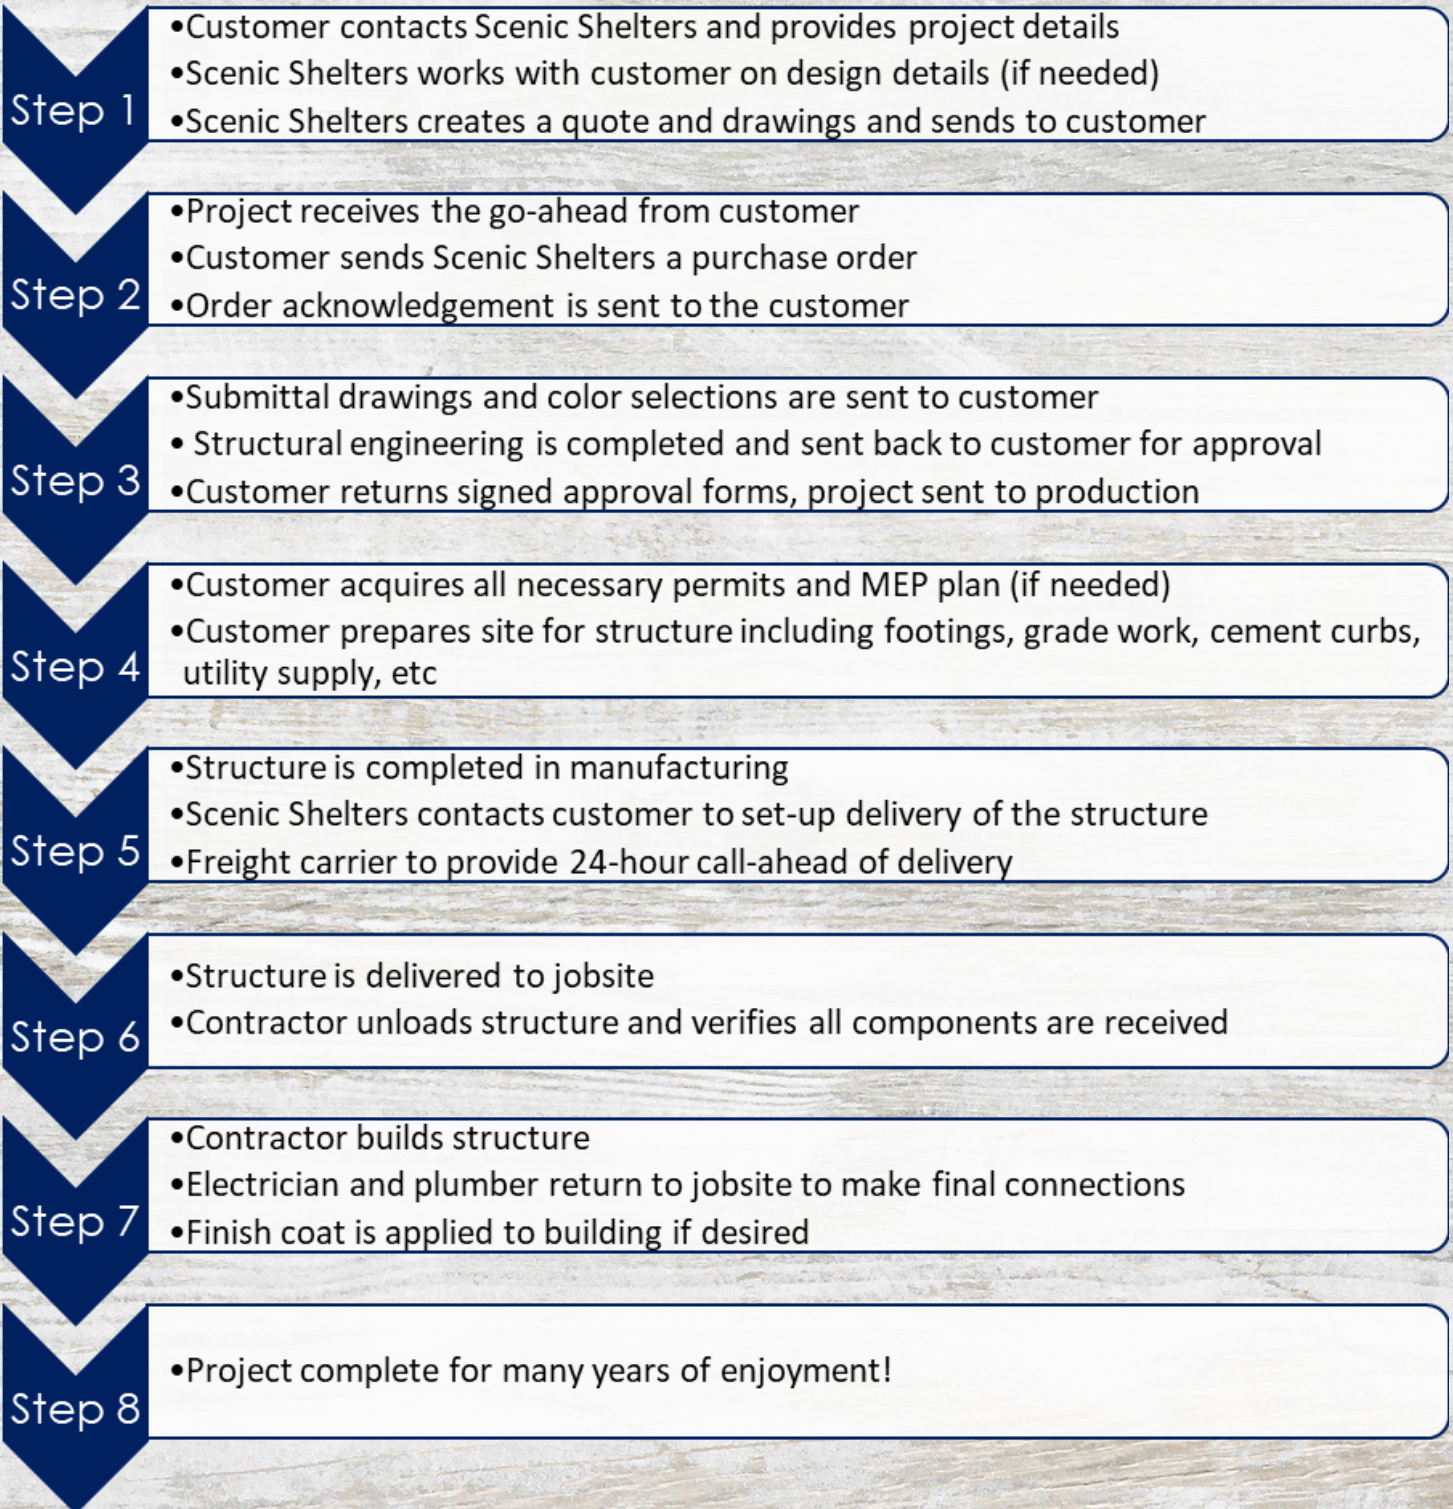 Step 1
•Customer contacts Scenic Shelters and provides project details
•Scenic Shelters works with customer on design details (if needed)
•Scenic Shelters creates a quote and drawings and sends to customer
Step 2
•Project receives the go-ahead from customer
•Customer sends Scenic Shelters a purchase order
•Order acknowledgement is sent to the customer
Step 3
•Submittal drawings and color selections are sent to customer
• Structural engineering is completed and sent back to customer for approval
•Customer returns signed approval forms, project sent to production
Step 4
•Customer acquires all necessary permits and MEP plan (if needed)
•Customer prepares site for structure including footings, grade work, cement curbs,
utility supply, etc
Step 5
•Structure is completed in manufacturing
•Scenic Shelters contacts customer to set-up delivery of the structure
•Freight carrier to provide 24-hour call-ahead of delivery
Step 6
•Structure is delivered to jobsite
•Contractor unloads structure and verifies all components are received
Step 7
•Contractor builds structure
•Electrician and plumber return to jobsite to make final connections
•Finish coat is applied to building if desired
Step 8
•Project complete for many years of enjoyment!